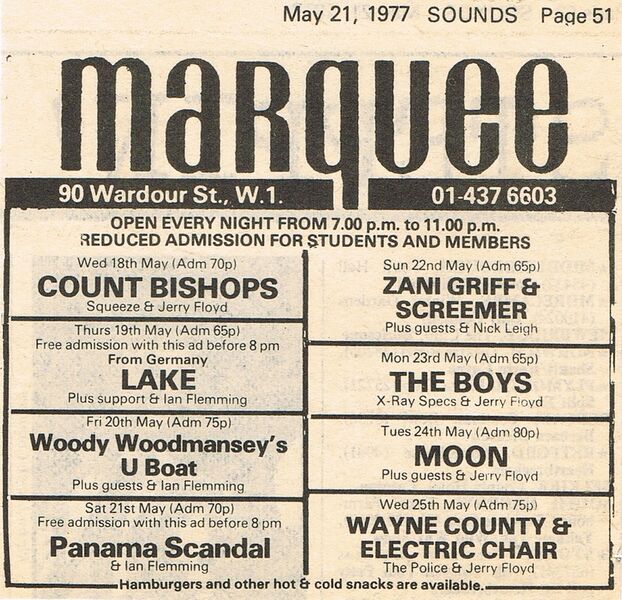 May 21, 1977 SOUNDS Page 51
marquee
90 Wardour St., W.1.
01-437 6603
OPEN EVERY NIGHT FROM 7.00 p.m. to 11.00 p.m.
REDUCED ADMISSION FOR STUDENTS AND MEMBERS
Wed 18th May (Adm 70p)
COUNT BISHOPS
Squeeze & Jerry Floyd
Thurs 19th May (Adm 65p)
Free admission with this ad before 8 pm
From Germany
LAKE
Plus support & Ian Flemming
Fri 20th May (Adm 75p)
Woody Woodmansey's
U Boat
Plus guests & Ian Flemming
Sat 21st May (Adm 70p)
Free admission with this ad before 8 pm
Panama Scandal
& Ian Flemming
Sun 22nd May (Adm 65p)
ZANI GRIFF &
SCREEMER
Plus guests & Nick Leigh
Mon 23rd May (Adm 65p)
THE BOYS
X-Ray Specs & Jerry Floyd
Tues 24th May (Adm 80p)
MOON
Plus guests & Jerry Floyd
Wed 25th May (Adm 75p)
WAYNE COUNTY &
ELECTRIC CHAIR
The Police & Jerry Floyd
Hamburgers and other hot & cold snacks are available.